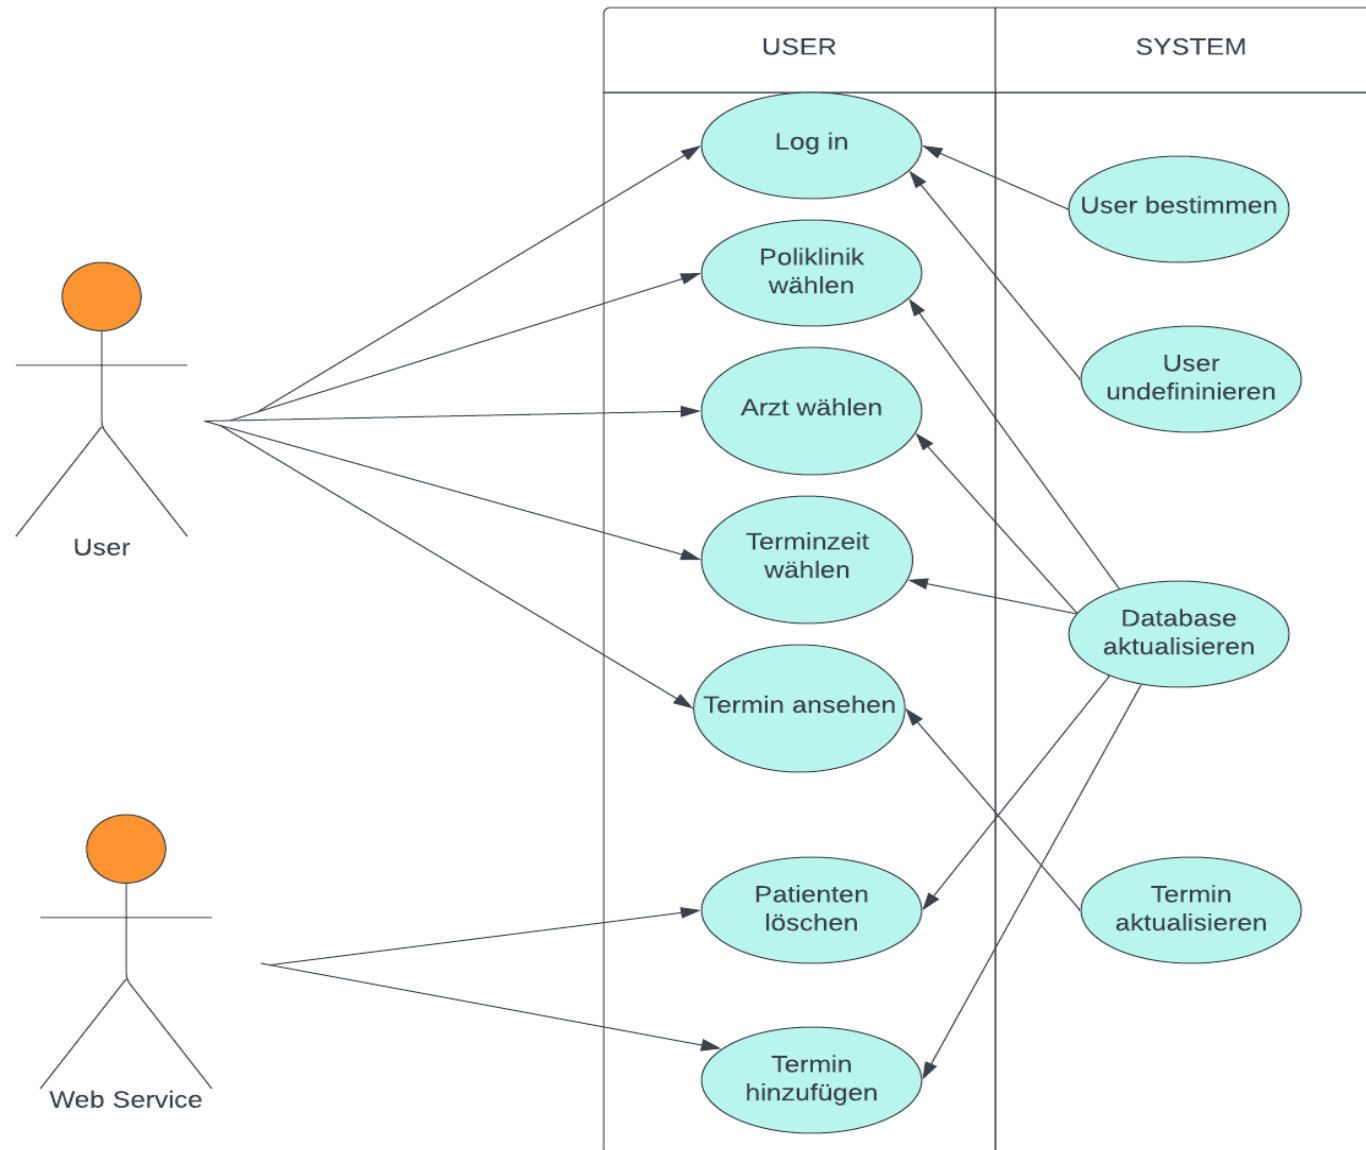 USER
SYSTEM
Log in
User bestimmen
Poliklinik
wählen
User
undefininieren
Arzt wählen
User
Terminzeit
wählen
Database
aktualisieren
Termin ansehen
Web Service
Patienten
löschen
Termin
aktualisieren
Termin
hinzufügen